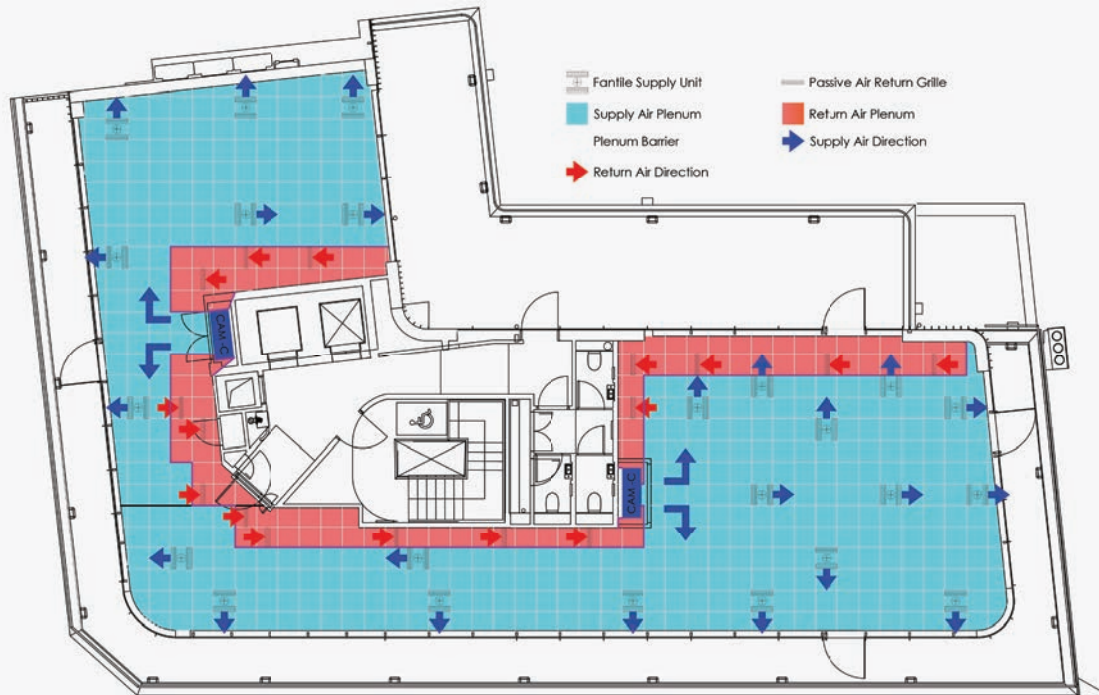 Fantile Supply Unit
Passive Air Return Grille
Supply Air Plenum
Return Air Plenum
Plenum Barrier
Supply Air Direction
Return Air Direction
CAM -C
CAM -C